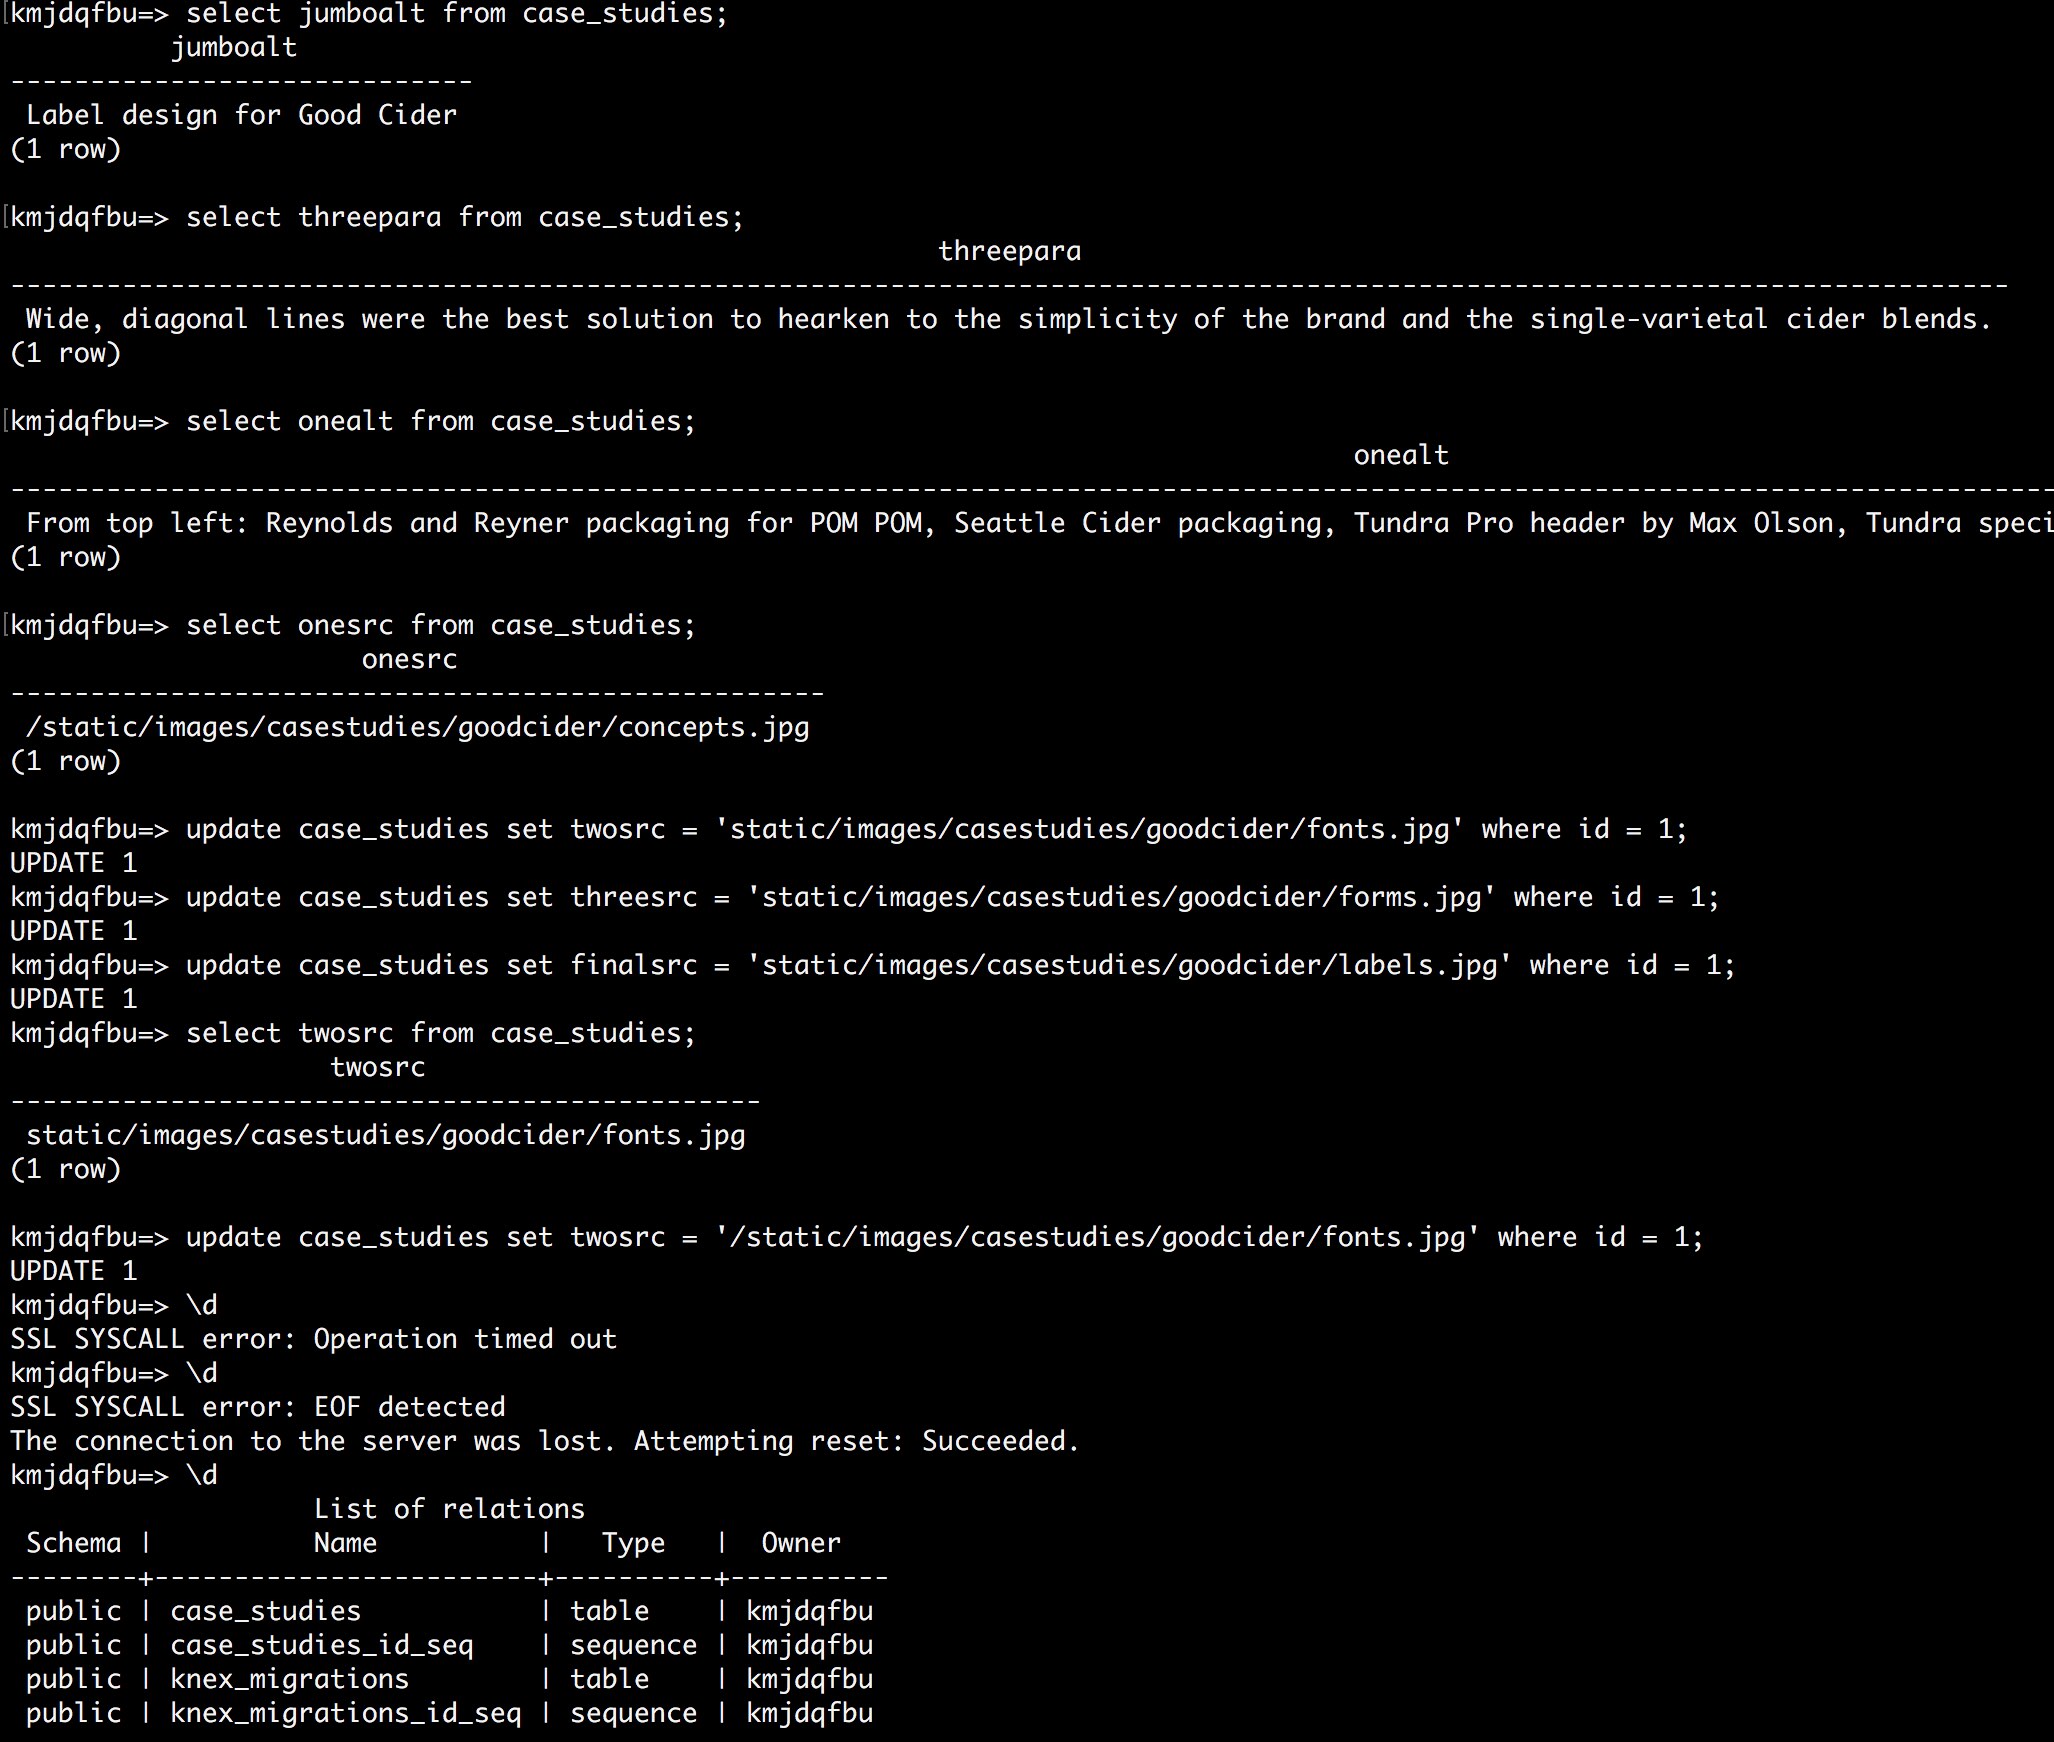 kmjdqfbu=> select jumboalt from case_studies;
jumboalt
-----------------------------
Label design for Good Cider
(1 row)
kmjdqfbu=> select threepara from case_studies;
threepara
-----------------------------------------------------------------------------------------------------------------------------
Wide, diagonal lines were the best solution to hearken to the simplicity of the brand and the single-varietal cider blends.
(1 row)
kmjdqfbu=> select onealt from case_studies;
onealt
--------------------------------------------------------------------------------------------------------------------------------
From top left: Reynolds and Reyner packaging for POM POM, Seattle Cider packaging, Tundra Pro header by Max Olson, Tundra speci
(1 row)
kmjdqfbu=> select onesrc from case_studies;
onesrc
---------------------------------------------------
/static/images/casestudies/goodcider/concepts.jpg
(1 row)
kmjdqfbu=> update case_studies set twosrc = 'static/images/casestudies/goodcider/fonts.jpg' where id = 1;
UPDATE 1
kmjdqfbu=> update case_studies set threesrc = 'static/images/casestudies/goodcider/forms.jpg' where id = 1;
UPDATE 1
kmjdqfbu=> update case_studies set finalsrc = 'static/images/casestudies/goodcider/labels.jpg' where id = 1;
UPDATE 1
kmjdqfbu=> select twosrc from case_studies;
twosrc
-----------------------------------------------
static/images/casestudies/goodcider/fonts.jpg
(1 row)
kmjdqfbu=> update case_studies set twosrc = '/static/images/casestudies/goodcider/fonts.jpg' where id = 1;
UPDATE 1
kmjdqfbu=> \d
SSL SYSCALL error: Operation timed out
kmjdqfbu=> \d
SSL SYSCALL error: EOF detected
The connection to the server was lost. Attempting reset: Succeeded.
kmjdqfbu=> \d
List of relations
Schema | Name | Type | Owner
--------+------------------------+----------+----------
public | case_studies | table | kmjdqfbu
public | case_studies_id_seq | sequence | kmjdqfbu
public | knex_migrations | table | kmjdqfbu
public | knex_migrations_id_seq | sequence | kmjdqfbu